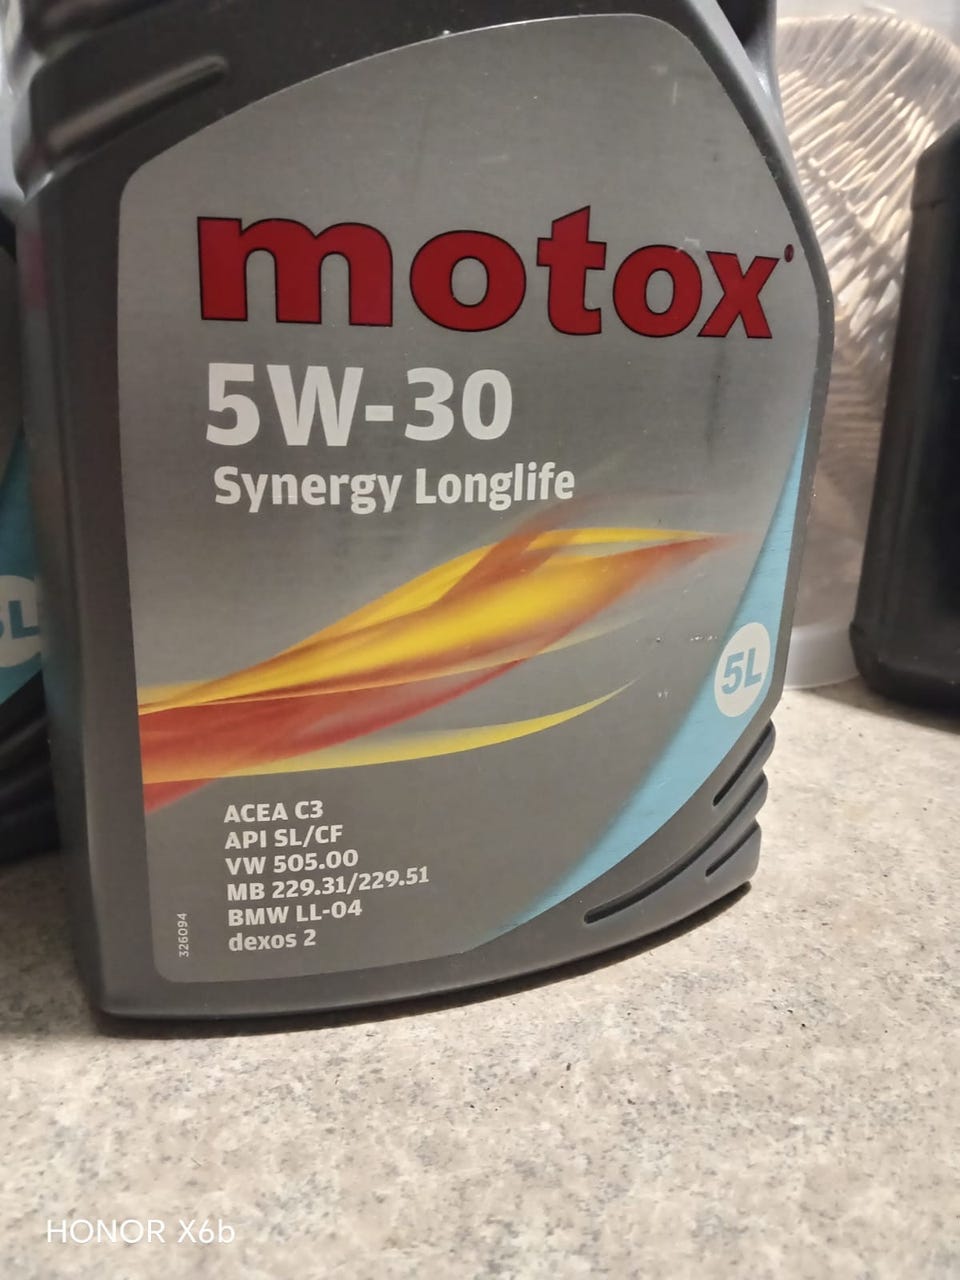 motox
5W-30
Synergy Longlife
5L
5L
ACEA C3
API SL/CF
VW 505.00
MB 229.31/229.51
BMW LL-04
dexos 2
326094
HONOR X6b